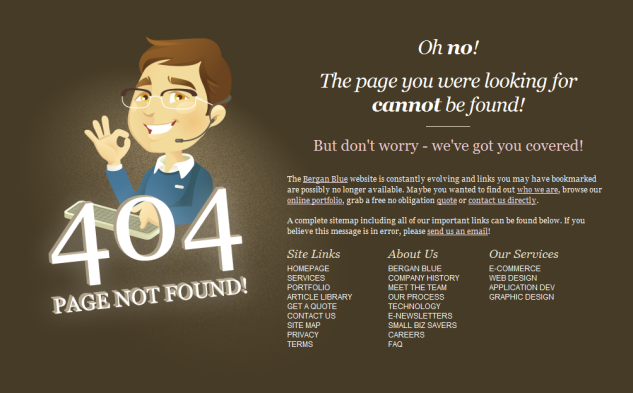 Oh no!
The page you were looking for
cannot be found!
But don't worry - we've got you covered!
The Bergan Blue website is constantly evolving and links you may have bookmarked
are possibly no longer available. Maybe you wanted to find out who we are, browse our
online portfolio, grab a free no obligation quote or contact us directly.
A complete sitemap including all of our important links can be found below. If you
believe this message is in error, please send us an email!
404
PAGE NOT FOUND!
Site Links
HOMEPAGE
SERVICES
PORTFOLIO
ARTICLE LIBRARY
GET A QUOTE
CONTACT US
SITE MAP
PRIVACY
TERMS
About Us
BERGAN BLUE
COMPANY HISTORY
MEET THE TEAM
OUR PROCESS
TECHNOLOGY
E-NEWSLETTERS
SMALL BIZ SAVERS
CAREERS
FAQ
Our Services
E-COMMERCE
WEB DESIGN
APPLICATION DEV
GRAPHIC DESIGN